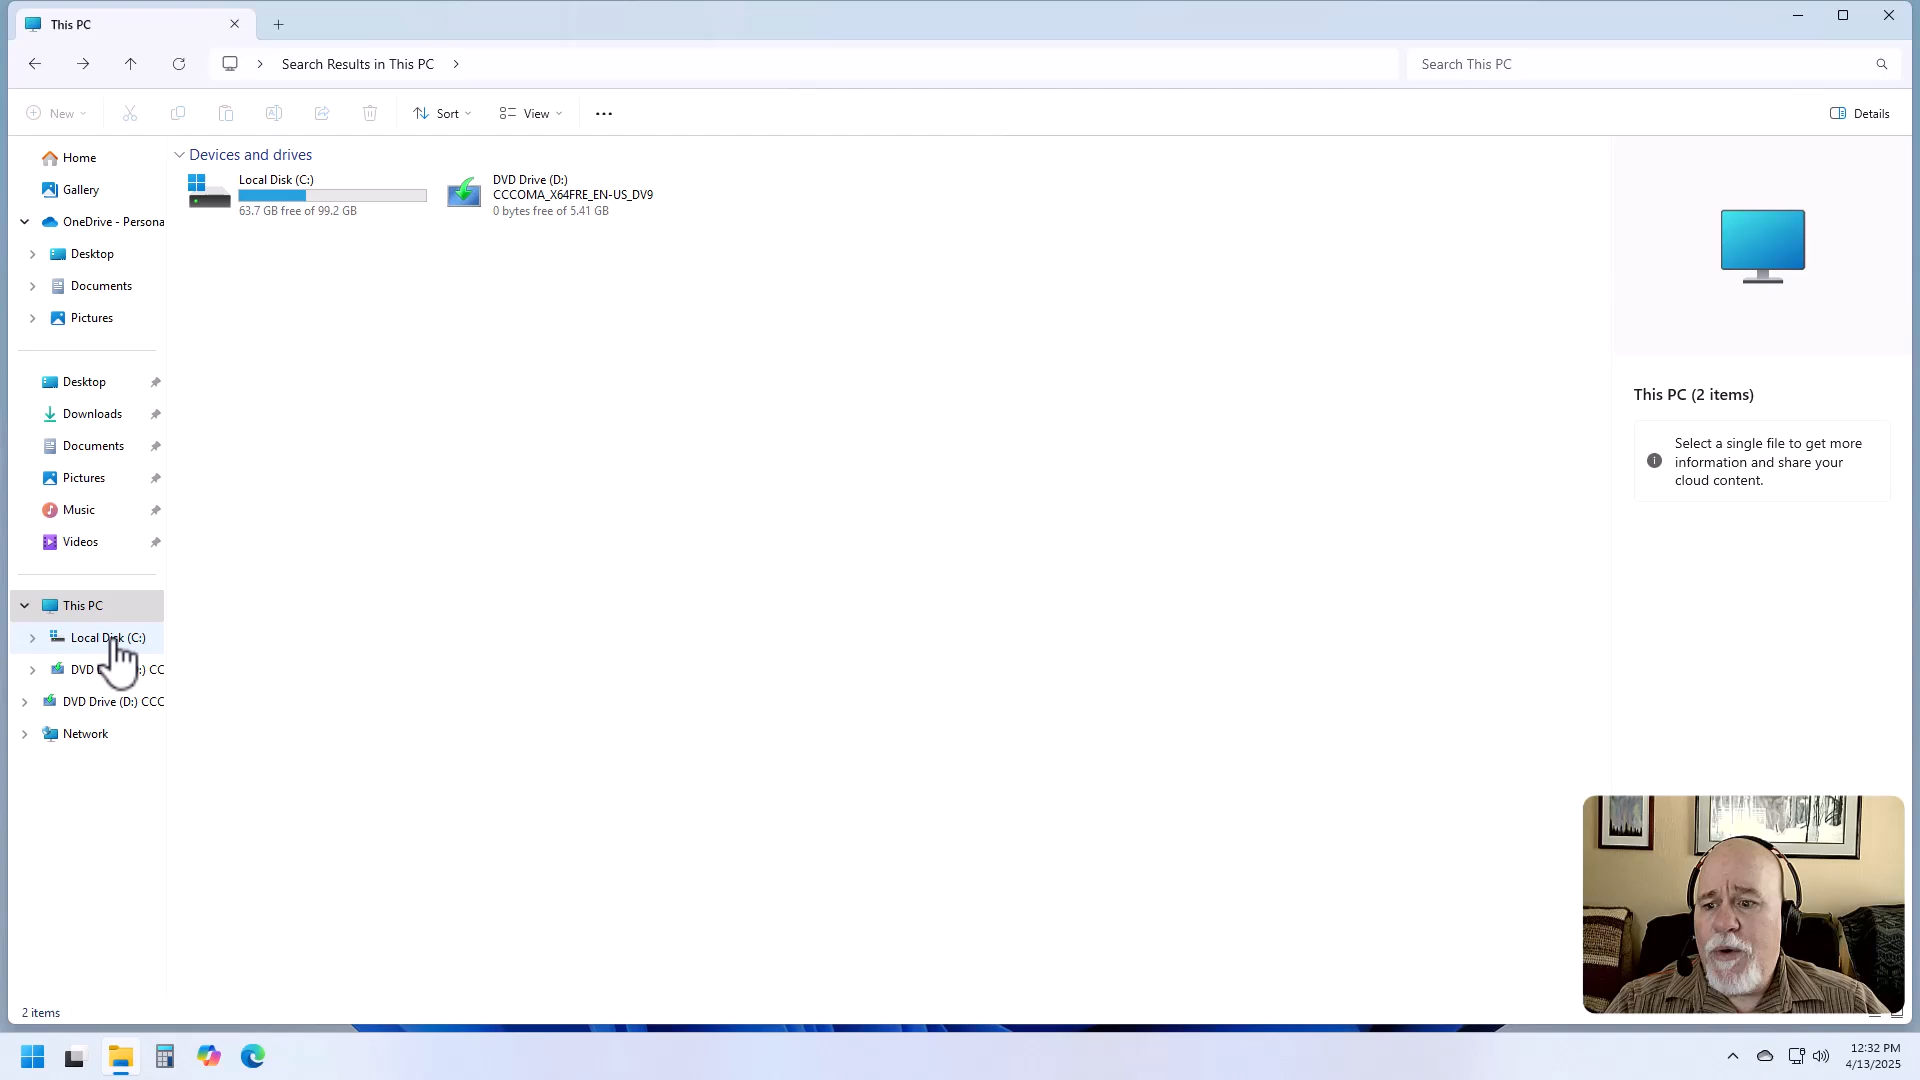 This PC
Search Results in This PC
Search This PC
New
Sort
View
Details
Home
Gallery
OneDrive - Persona
Desktop
Documents
Pictures
Desktop
Downloads
Documents
Pictures
Music
Videos
This PC
Local Disk (C:)
DVD :) CC
DVD Drive (D:) CCC
Network
Devices and drives
Local Disk (C:)
63.7 GB free of 99.2 GB
DVD Drive (D:)
CCCOMA_X64FRE_EN-US_DV9
0 bytes free of 5.41 GB
This PC (2 items)
Select a single file to get more
information and share your
cloud content.
2 items
12:32 PM
4/13/2025